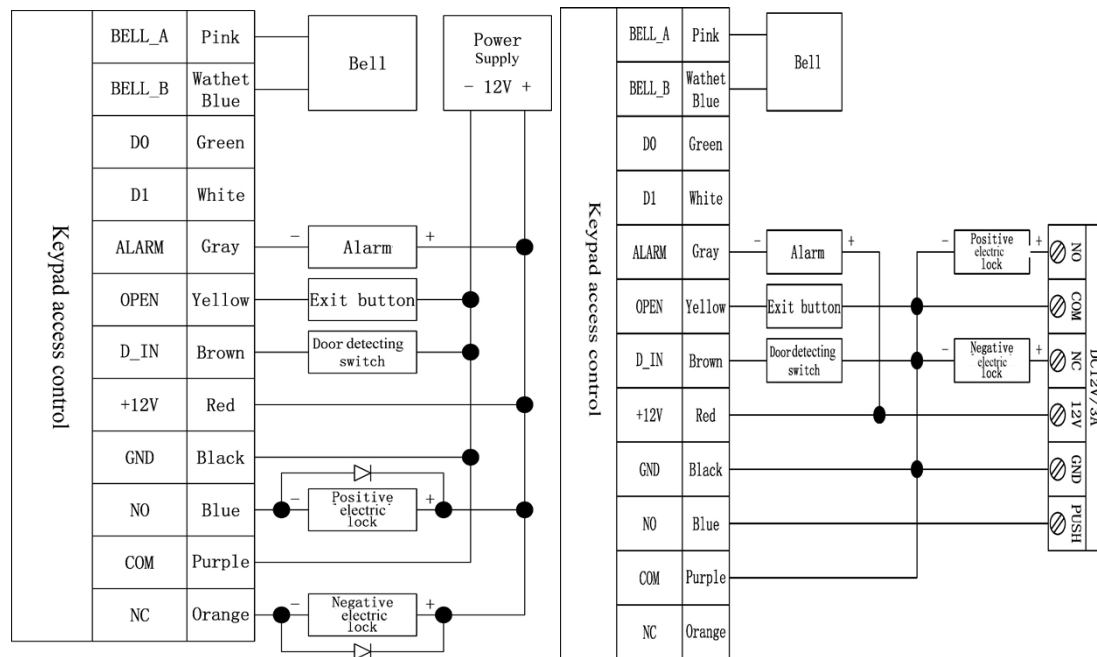 Keypad access control
BELL_A Pink
BELL_B Wathet
Blue
D0 Green
D1 White
ALARM Gray
OPEN Yellow
D_IN Brown
+12V Red
GND Black
NO Blue
COM Purple
NC Orange
Bell
Power
Supply
- 12V +
- Alarm +
Exit button
Door detecting
switch
- Positive +
electric
lock
- Negative +
electric
lock
Keypad access control
BELL_A Pink
BELL_B Wathet
Blue
D0 Green
D1 White
ALARM Gray
OPEN Yellow
D_IN Brown
+12V Red
GND Black
NO Blue
COM Purple
NC Orange
Bell
- Alarm +
Exit button
Door detecting
switch
- Positive +
electric
lock
- Negative +
electric
lock
NO
COM
NC
12V
GND
PUSH
DC12V/3A